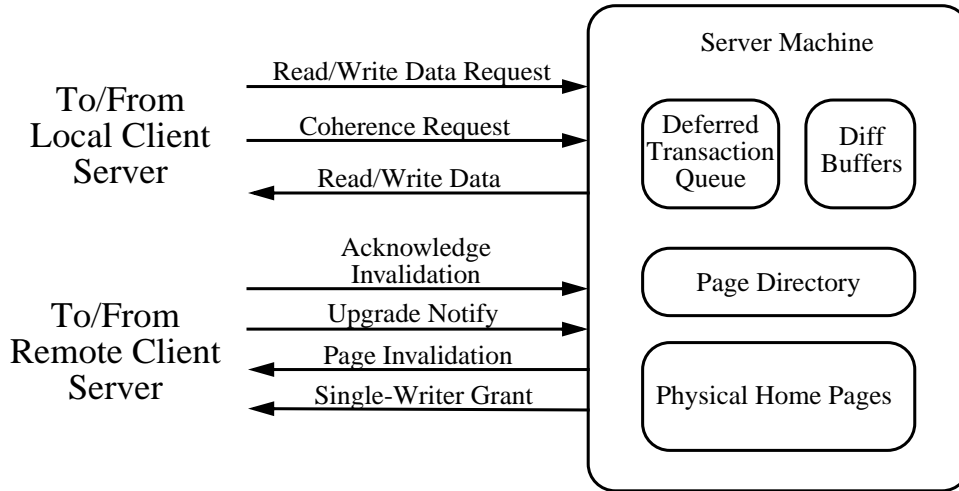 Server Machine
Read/Write Data Request
To/From
Local Client
Server
Coherence Request
Read/Write Data
Deferred
Transaction
Queue
Diff
Buffers
Acknowledge
Invalidation
Page Directory
To/From
Remote Client
Server
Upgrade Notify
Page Invalidation
Single-Writer Grant
Physical Home Pages